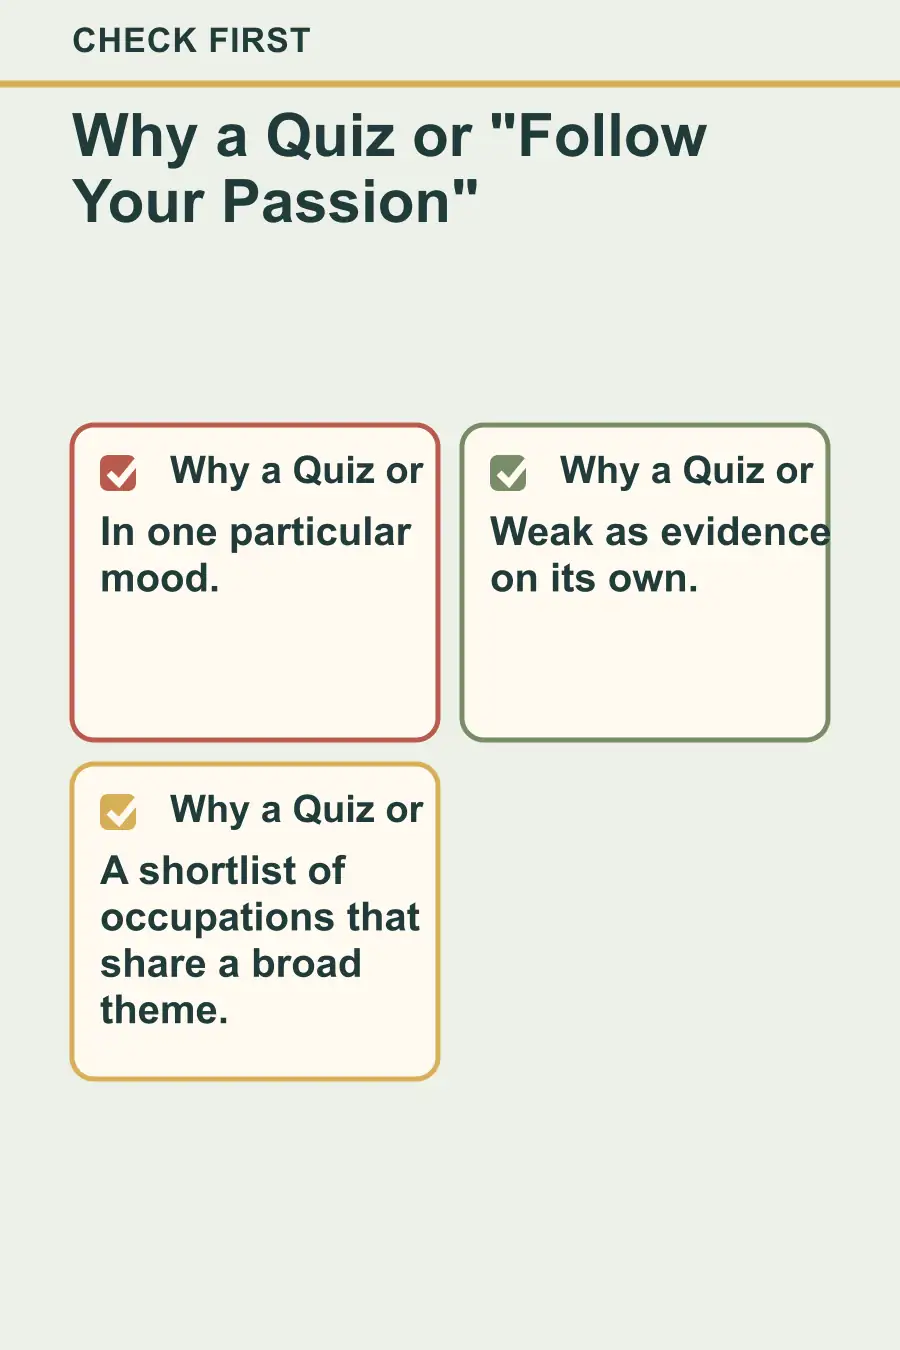 CHECK FIRST
Why a Quiz or "Follow
Your Passion"
Why a Quiz or
In one particular
mood.
Why a Quiz or
Weak as evidence
on its own.
Why a Quiz or
A shortlist of
occupations that
share a broad
theme.